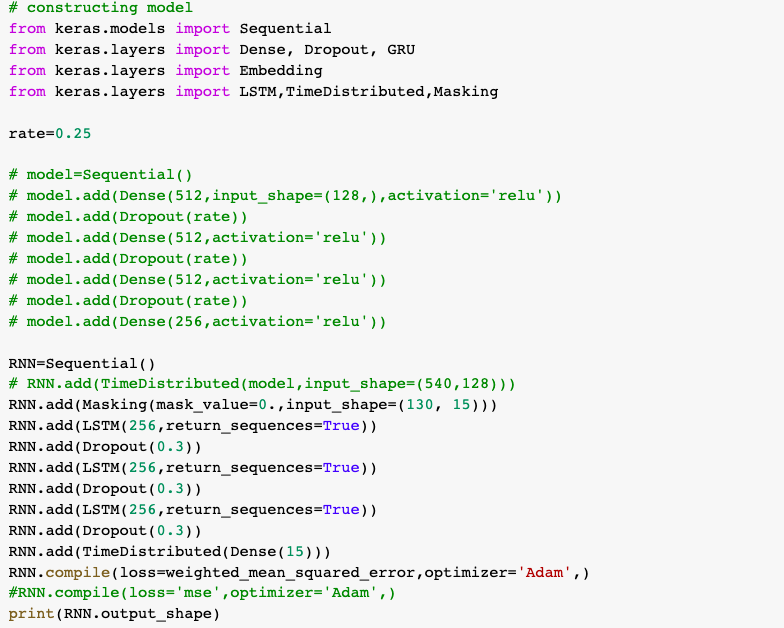 # constructing model
from keras.models import Sequential
from keras.layers import Dense, Dropout, GRU
from keras.layers import Embedding
from keras.layers import LSTM,TimeDistributed,Masking
rate=0.25
# model=Sequential()
# model.add(Dense(512,input_shape=(128,),activation='relu'))
# model.add(Dropout(rate))
# model.add(Dense(512,activation='relu'))
# model.add(Dropout(rate))
# model.add(Dense(512,activation='relu'))
# model.add(Dropout(rate))
# model.add(Dense(256,activation='relu'))
RNN=Sequential()
# RNN.add(TimeDistributed(model,input_shape=(540,128)))
RNN.add(Masking(mask_value=0.,input_shape=(130, 15)))
RNN.add(LSTM(256,return_sequences=True))
RNN.add(Dropout(0.3))
RNN.add(LSTM(256,return_sequences=True))
RNN.add(Dropout(0.3))
RNN.add(LSTM(256,return_sequences=True))
RNN.add(Dropout(0.3))
RNN.add(TimeDistributed(Dense(15)))
RNN.compile(loss=weighted_mean_squared_error,optimizer='Adam',)
#RNN.compile(loss='mse',optimizer='Adam',)
print(RNN.output_shape)